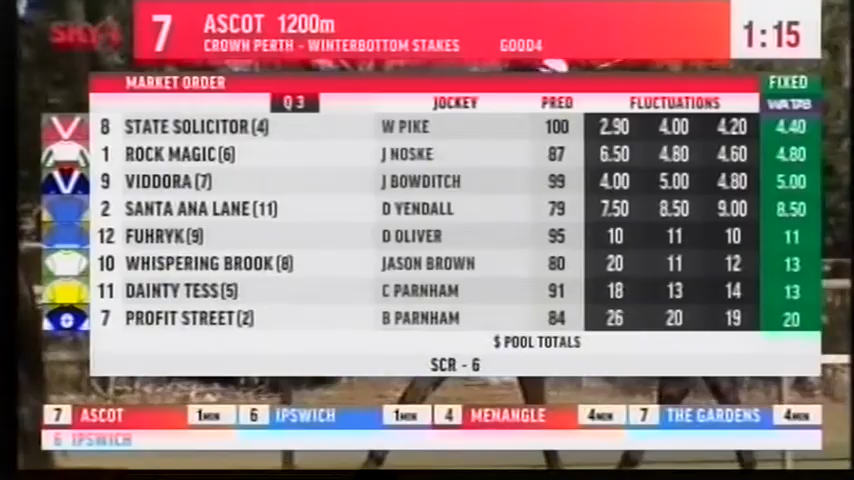 SKY 1
7 ASCOT 1200m 1:15
CROWN PERTH - WINTERBOTTOM STAKES GOOD4
MARKET ORDER FIXED
Q 3 JOCKEY PRED FLUCTUATIONS WATAB
8 STATE SOLICITOR(4) W PIKE 100 2.90 4.00 4.20 4.40
1 ROCK MAGIC(6) J NOSKE 87 6.50 4.80 4.60 4.80
9 VIDDORA(7) J BOWDITCH 99 4.00 5.00 4.80 5.00
2 SANTA ANA LANE(11) D YENDALL 79 7.50 8.50 9.00 8.50
12 FUHRYK(9) D OLIVER 95 10 11 10 11
10 WHISPERING BROOK(8) JASON BROWN 80 20 11 12 13
11 DAINTY TESS(5) C PARNHAM 91 18 13 14 13
7 PROFIT STREET(2) B PARNHAM 84 26 20 19 20
$ POOL TOTALS
SCR - 6
7 ASCOT 1MIN 6 IPSWICH 1MIN 4 MENANGLE 4MIN 7 THE GARDENS 4MIN
6 IPSWICH